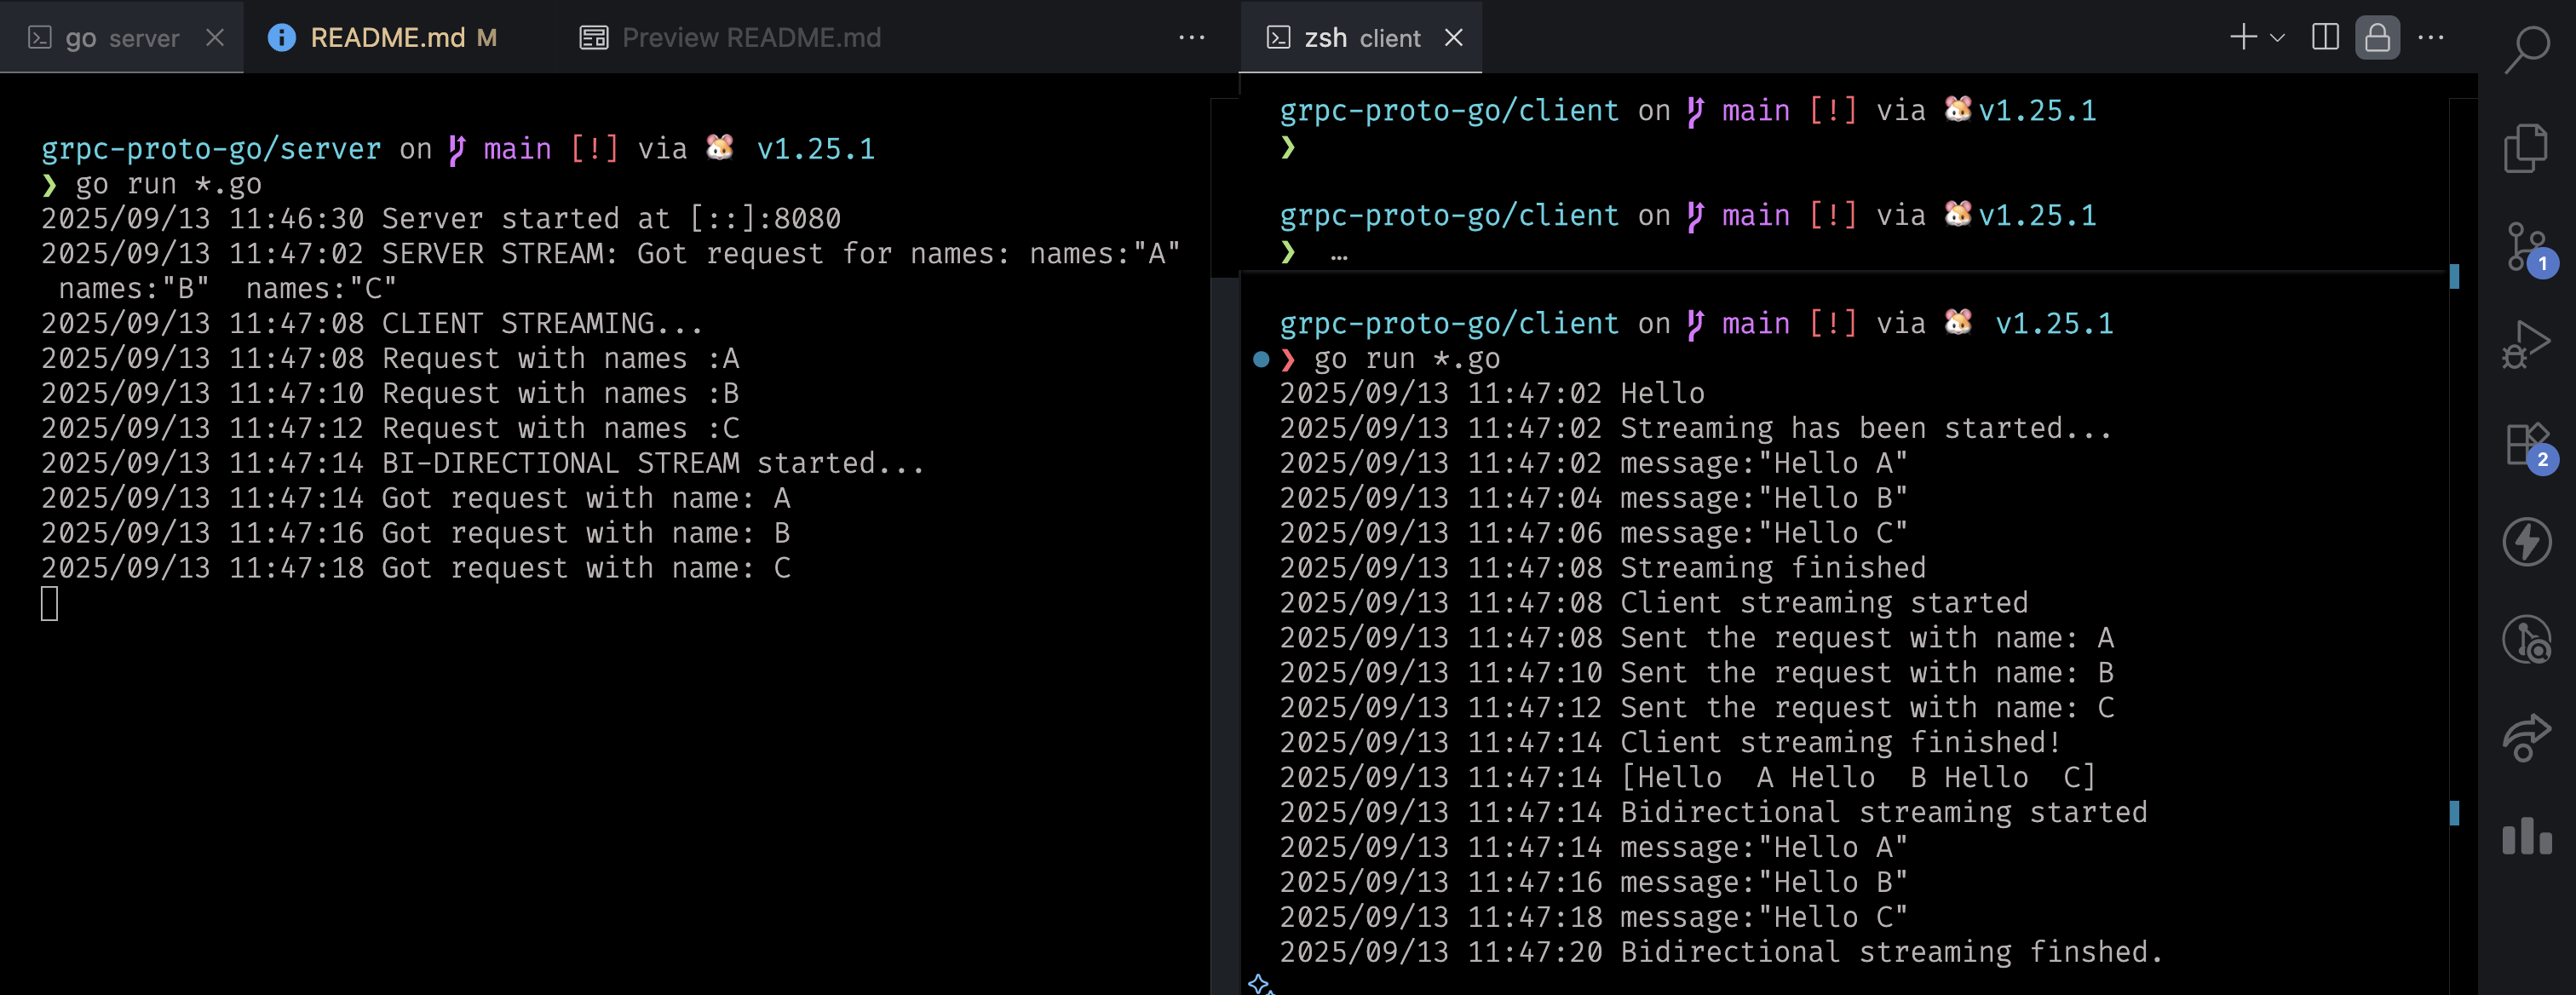 go server
README.md M
Preview README.md
grpc-proto-go/server on main [!] via v1.25.1
❯ go run *.go
2025/09/13 11:46:30 Server started at [::]:8080
2025/09/13 11:47:02 SERVER STREAM: Got request for names: names:"A"
names:"B"  names:"C"
2025/09/13 11:47:08 CLIENT STREAMING...
2025/09/13 11:47:08 Request with names :A
2025/09/13 11:47:10 Request with names :B
2025/09/13 11:47:12 Request with names :C
2025/09/13 11:47:14 BI-DIRECTIONAL STREAM started...
2025/09/13 11:47:14 Got request with name: A
2025/09/13 11:47:16 Got request with name: B
2025/09/13 11:47:18 Got request with name: C
zsh client
grpc-proto-go/client on main [!] via v1.25.1
❯
grpc-proto-go/client on main [!] via v1.25.1
❯ …
grpc-proto-go/client on main [!] via v1.25.1
❯ go run *.go
2025/09/13 11:47:02 Hello
2025/09/13 11:47:02 Streaming has been started...
2025/09/13 11:47:02 message:"Hello A"
2025/09/13 11:47:04 message:"Hello B"
2025/09/13 11:47:06 message:"Hello C"
2025/09/13 11:47:08 Streaming finished
2025/09/13 11:47:08 Client streaming started
2025/09/13 11:47:08 Sent the request with name: A
2025/09/13 11:47:10 Sent the request with name: B
2025/09/13 11:47:12 Sent the request with name: C
2025/09/13 11:47:14 Client streaming finished!
2025/09/13 11:47:14 [Hello  A Hello  B Hello  C]
2025/09/13 11:47:14 Bidirectional streaming started
2025/09/13 11:47:14 message:"Hello A"
2025/09/13 11:47:16 message:"Hello B"
2025/09/13 11:47:18 message:"Hello C"
2025/09/13 11:47:20 Bidirectional streaming finshed.
1
2